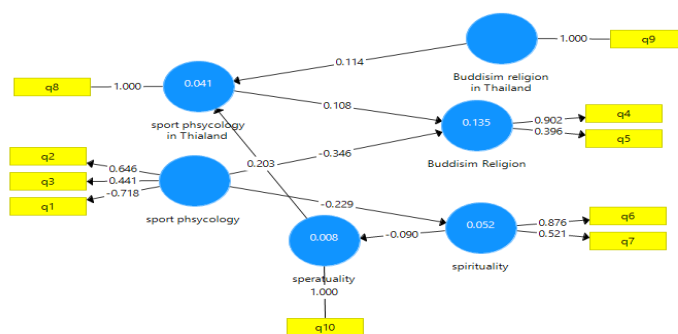 1.000
q9
0.114
Buddisim religion
in Thailand
q8
1.000
0.041
sport phsycology
in Thialand
0.108
0.135
0.902
q4
0.396
q5
Buddisim Religion
q2
0.646
q3
0.441
q1
-0.718
sport phsycology
0.203
-0.346
-0.229
0.008
-0.090
0.052
0.876
q6
0.521
q7
spirituality
speratuality
1.000
q10